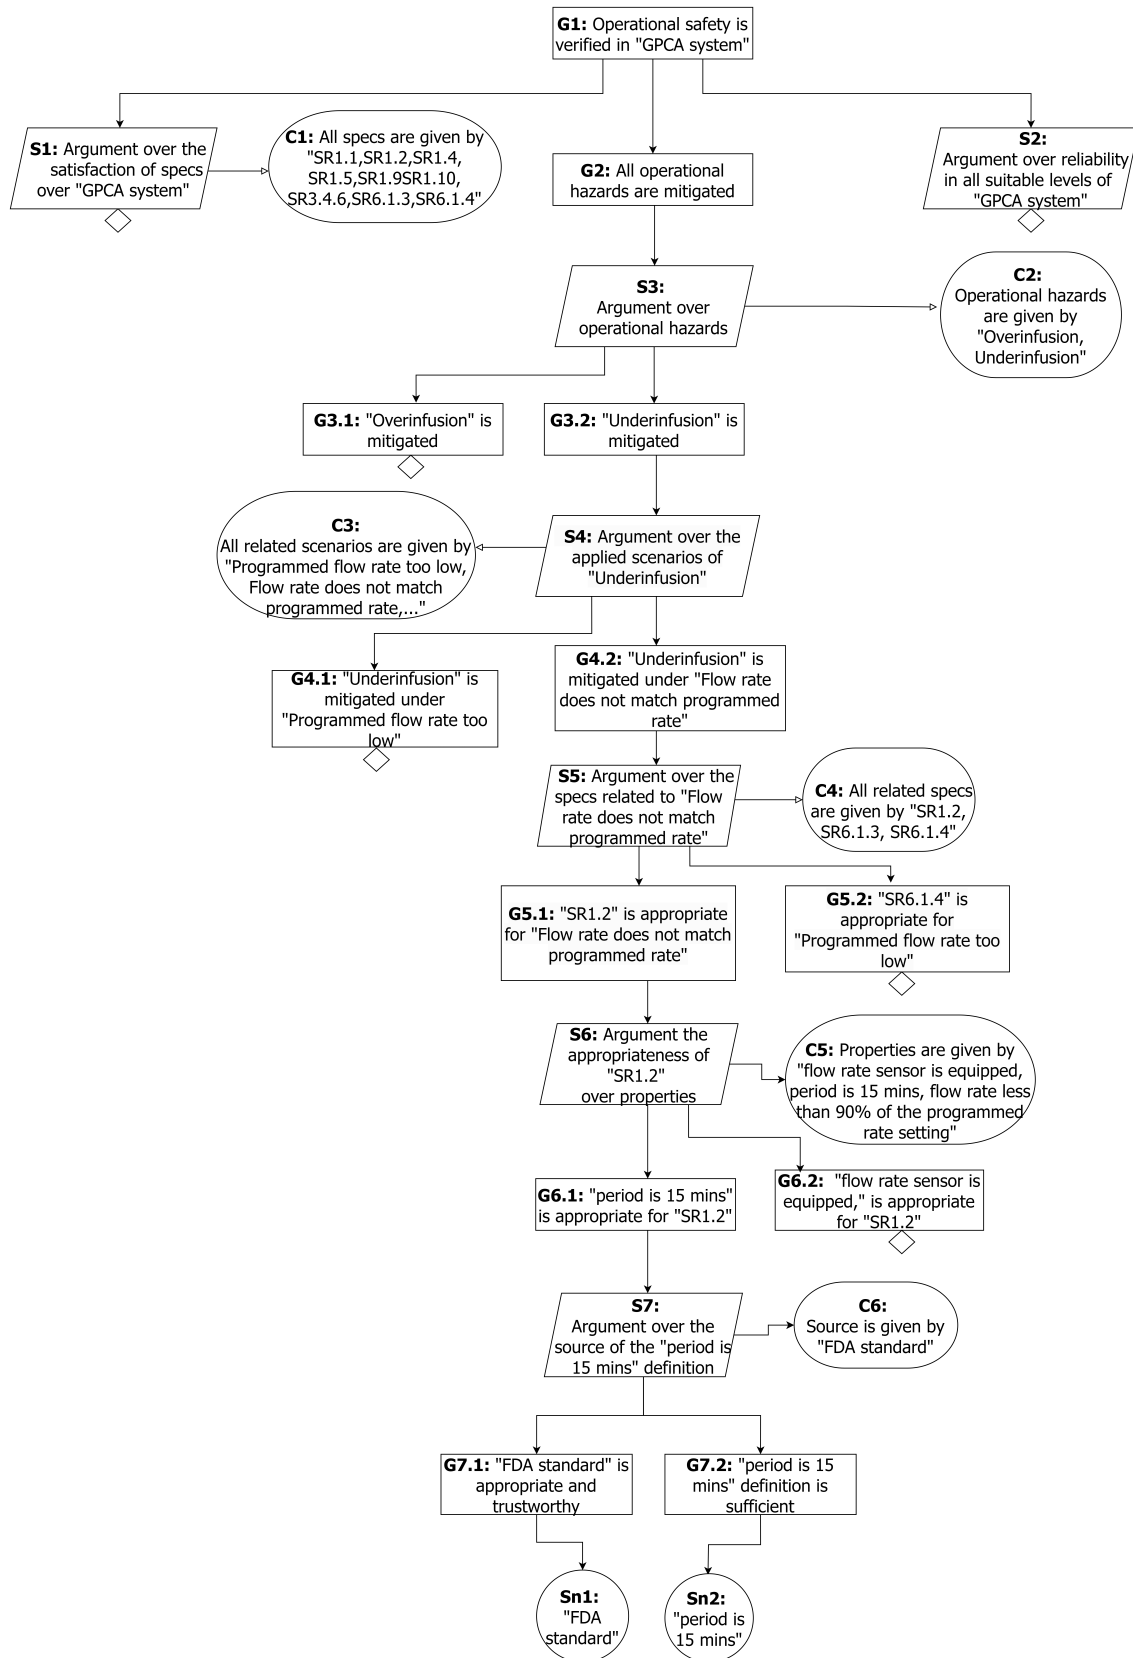 G1: Operational safety is
verified in "GPCA system"
S1: Argument over the
satisfaction of specs
over "GPCA system"
C1: All specs are given by
"SR1.1,SR1.2,SR1.4,
SR1.5,SR1.9SR1.10,
SR3.4.6,SR6.1.3,SR6.1.4"
G2: All operational
hazards are mitigated
S2:
Argument over reliability
in all suitable levels of
"GPCA system"
S3:
Argument over
operational hazards
C2:
Operational hazards
are given by
"Overinfusion,
Underinfusion"
G3.1: "Overinfusion" is
mitigated
G3.2: "Underinfusion" is
mitigated
C3:
All related scenarios are given by
"Programmed flow rate too low,
Flow rate does not match
programmed rate,..."
S4: Argument over the
applied scenarios of
"Underinfusion"
G4.1: "Underinfusion" is
mitigated under
"Programmed flow rate too
low"
G4.2: "Underinfusion" is
mitigated under "Flow rate
does not match programmed
rate"
S5: Argument over the
specs related to "Flow
rate does not match
programmed rate"
C4: All related specs
are given by "SR1.2,
SR6.1.3, SR6.1.4"
G5.1: "SR1.2" is appropriate
for "Flow rate does not match
programmed rate"
G5.2: "SR6.1.4" is
appropriate for
"Programmed flow rate too
low"
S6: Argument the
appropriateness of
"SR1.2"
over properties
C5: Properties are given by
"flow rate sensor is equipped,
period is 15 mins, flow rate less
than 90% of the programmed
rate setting"
G6.1: "period is 15 mins"
is appropriate for "SR1.2"
G6.2: "flow rate sensor is
equipped," is appropriate
for "SR1.2"
S7:
Argument over the
source of the "period is
15 mins" definition
C6:
Source is given by
"FDA standard"
G7.1: "FDA standard" is
appropriate and
trustworthy
G7.2: "period is 15
mins" definition is
sufficient
Sn1:
"FDA
standard"
Sn2:
"period is
15 mins"